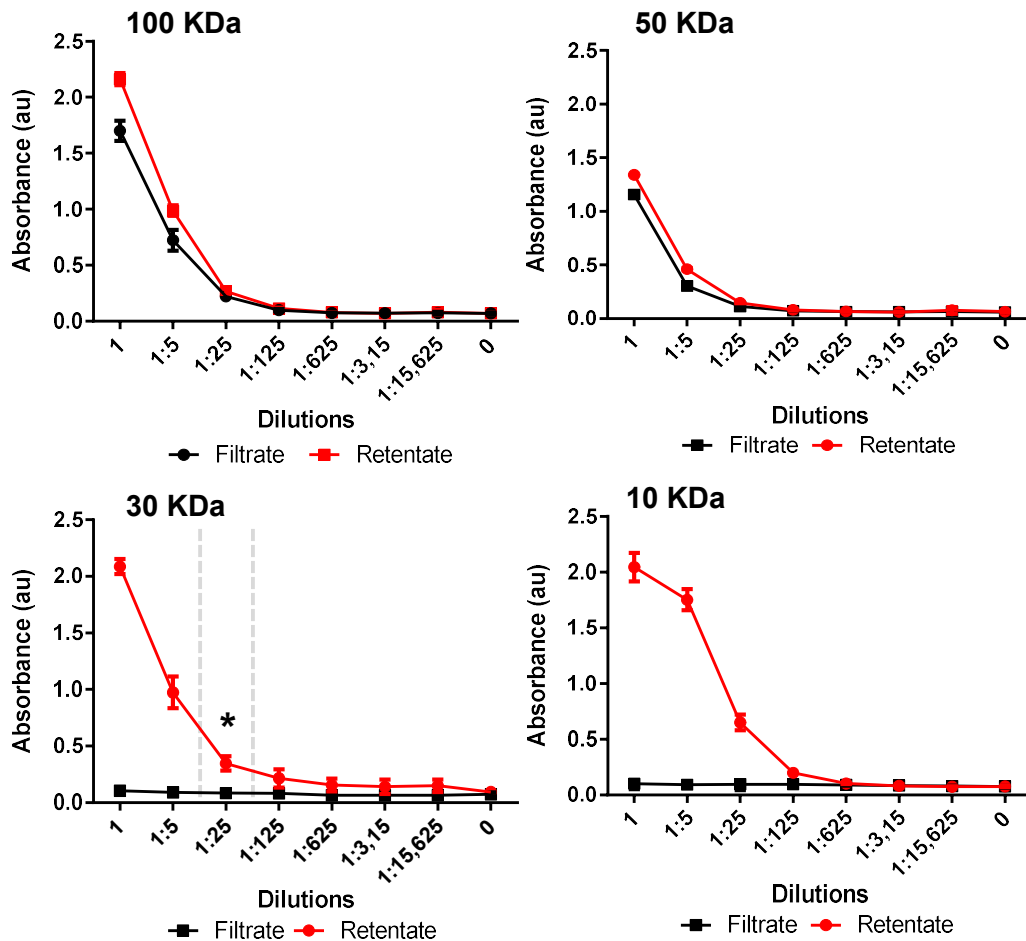 100 KDa
2.5
2.0
1.5
1.0
0.5
0.0
Absorbance (au)
1
1:5
1:25
1:125
1:625
1:3,15
1:15,625
0
Dilutions
Filtrate
Retentate
50 KDa
2.5
2.0
1.5
1.0
0.5
0.0
Absorbance (au)
1
1:5
1:25
1:125
1:625
1:3,15
1:15,625
0
Dilutions
Filtrate
Retentate
30 KDa
2.5
2.0
1.5
1.0
0.5
0.0
Absorbance (au)
*
1
1:5
1:25
1:125
1:625
1:3,15
1:15,625
0
Dilutions
Filtrate
Retentate
10 KDa
2.5
2.0
1.5
1.0
0.5
0.0
Absorbance (au)
1
1:5
1:25
1:125
1:625
1:3,15
1:15,625
0
Dilutions
Filtrate
Retentate